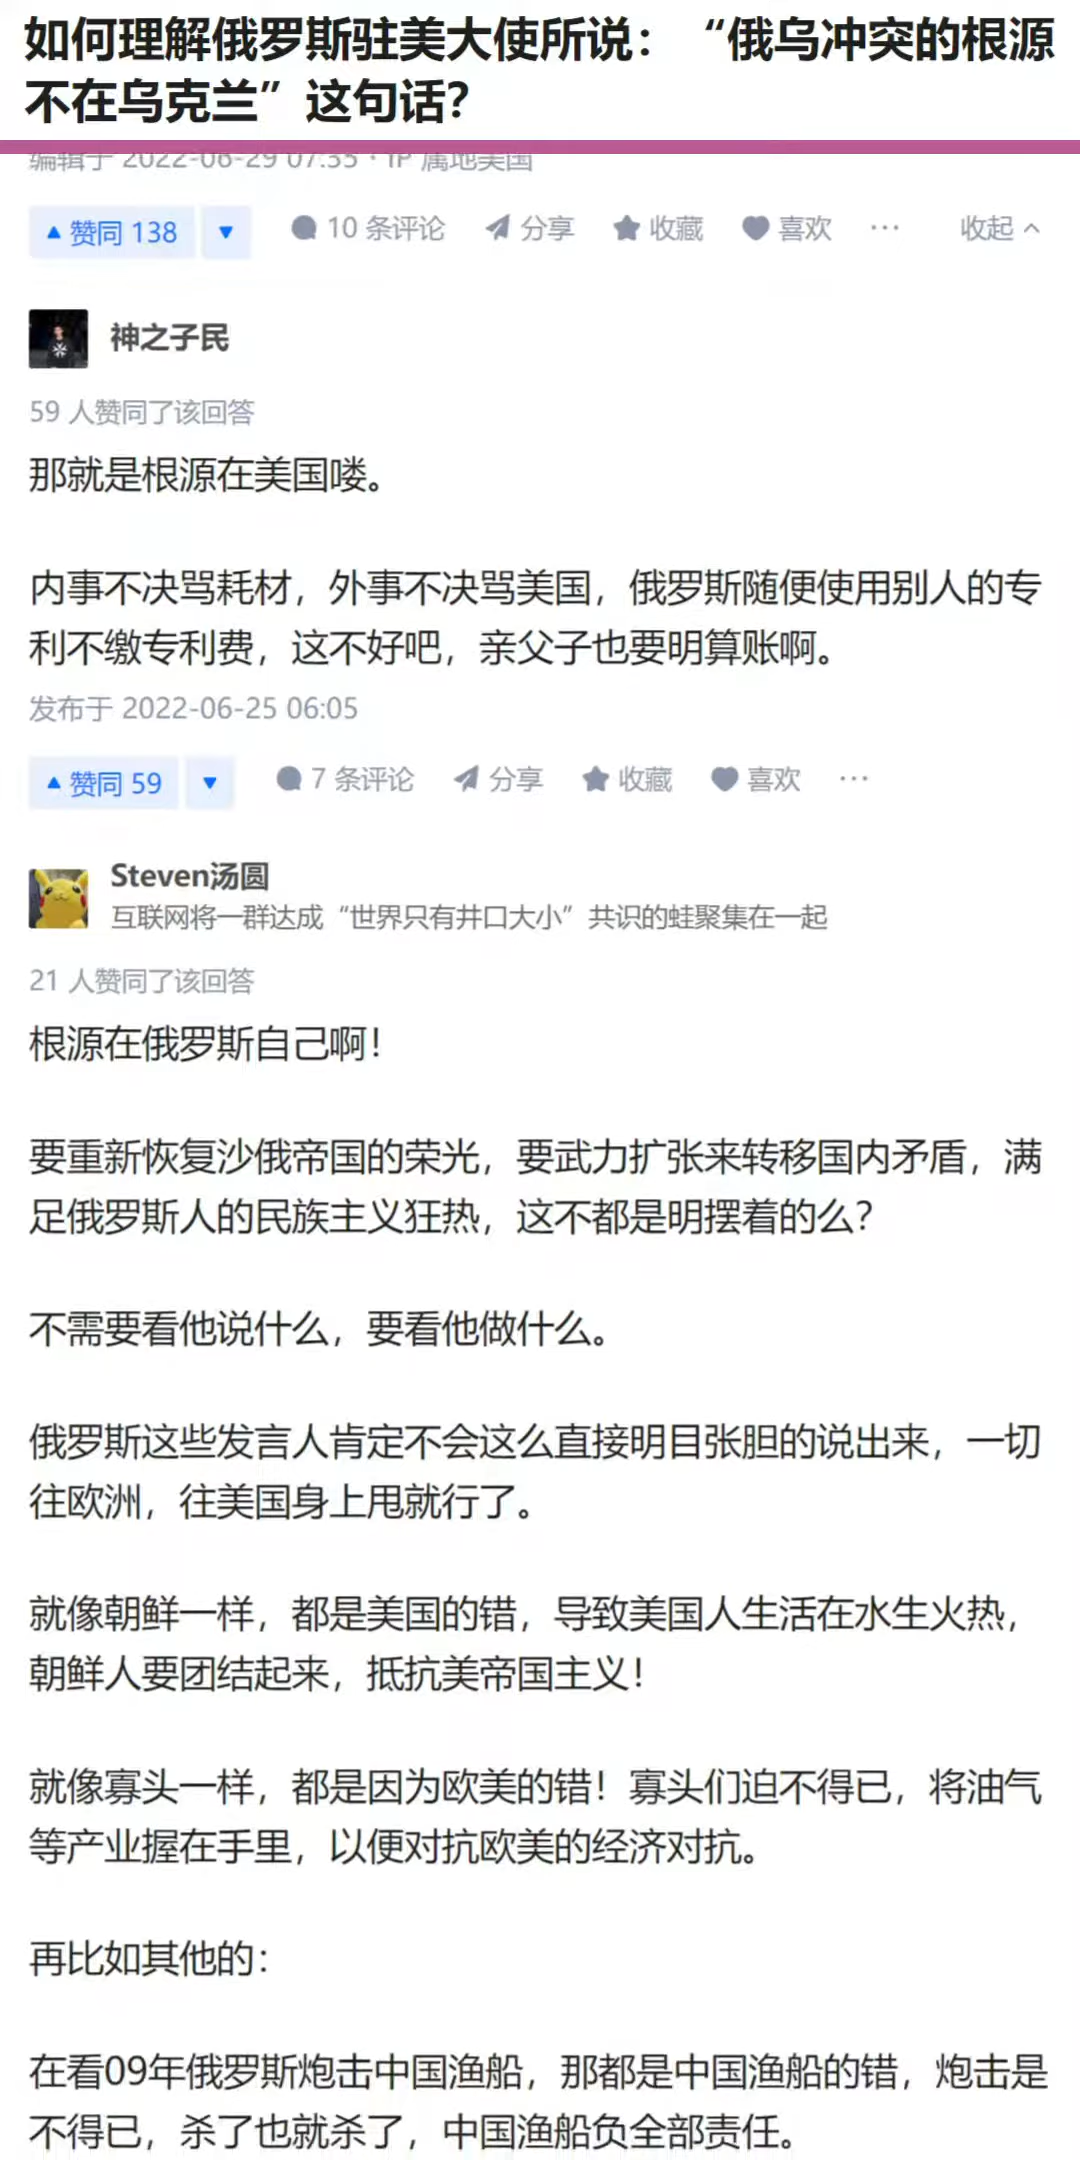 如何理解俄罗斯驻美大使所说：“俄乌冲突的根源
不在乌克兰”这句话？
编辑于 2022-06-29 07:35 · IP 属地美国
赞同 138
10 条评论
分享
收藏
喜欢
收起
神之子民
59 人赞同了该回答
那就是根源在美国喽。
内事不决骂耗材，外事不决骂美国，俄罗斯随便使用别人的专
利不缴专利费，这不好吧，亲父子也要明算账啊。
发布于 2022-06-25 06:05
赞同 59
7 条评论
分享
收藏
喜欢
Steven汤圆
互联网将一群达成“世界只有井口大小”共识的蛙聚集在一起
21 人赞同了该回答
根源在俄罗斯自己啊！
要重新恢复沙俄帝国的荣光，要武力扩张来转移国内矛盾，满
足俄罗斯人的民族主义狂热，这不都是明摆着的么？
不需要看他说什么，要看他做什么。
俄罗斯这些发言人肯定不会这么直接明目张胆的说出来，一切
往欧洲，往美国身上甩就行了。
就像朝鲜一样，都是美国的错，导致美国人生活在水生火热，
朝鲜人要团结起来，抵抗美帝国主义！
就像寡头一样，都是因为欧美的错！寡头们迫不得已，将油气
等产业握在手里，以便对抗欧美的经济对抗。
再比如其他的：
在看09年俄罗斯炮击中国渔船，那都是中国渔船的错，炮击是
不得已，杀了也就杀了，中国渔船负全部责任。